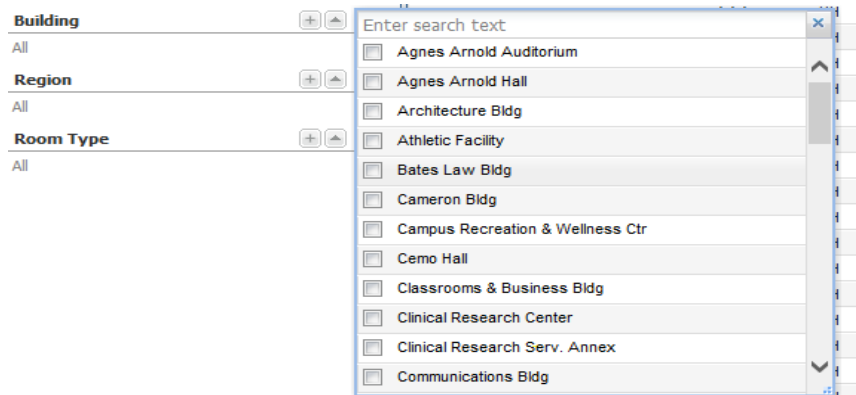 Building
All
Region
All
Room Type
All
Enter search text
Agnes Arnold Auditorium
Agnes Arnold Hall
Architecture Bldg
Athletic Facility
Bates Law Bldg
Cameron Bldg
Campus Recreation & Wellness Ctr
Cemo Hall
Classrooms & Business Bldg
Clinical Research Center
Clinical Research Serv. Annex
Communications Bldg